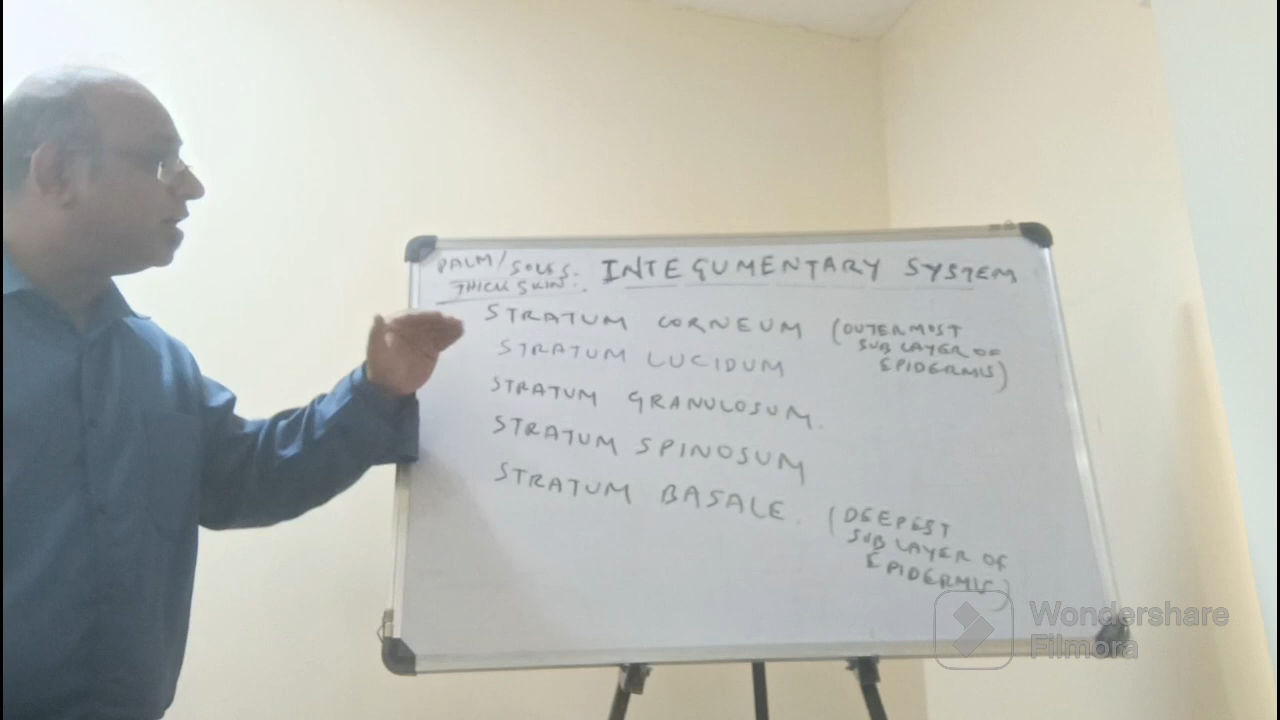 PALM/SOLES.
THICK SKIN.
INTEGUMENTARY SYSTEM
STRATUM CORNEUM (OUTERMOST
SUB LAYER OF
EPIDERMIS)
STRATUM LUCIDUM
STRATUM GRANULOSUM.
STRATUM SPINOSUM
STRATUM BASALE. (DEEPEST
SUB LAYER OF
EPIDERMIS)
Wondershare
Filmora